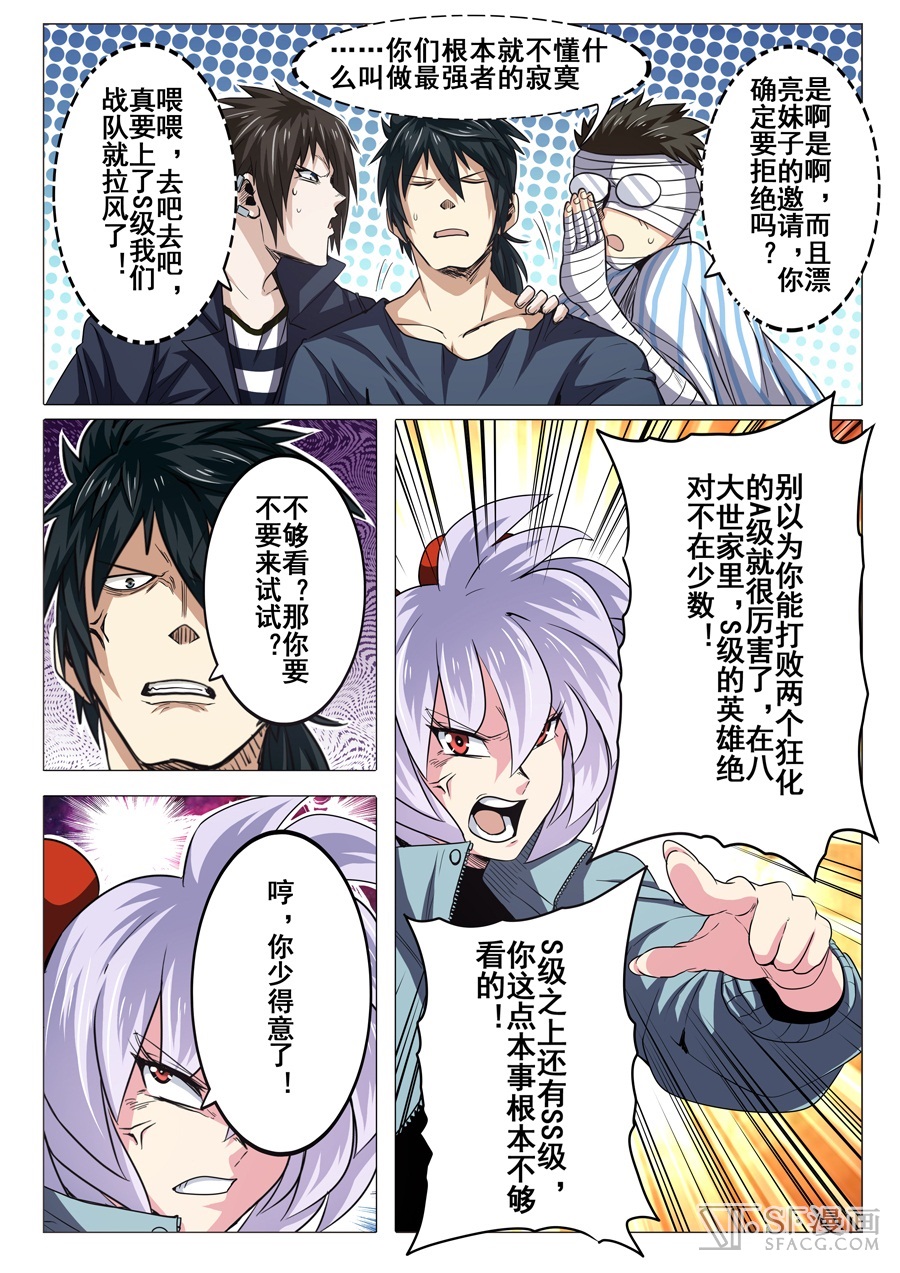 喂喂，去吧去吧，
真要上了S级我们
战队就拉风了！
是啊是啊，而且漂
亮妹子的邀请，你
确定要拒绝吗？
……你们根本就不懂什
么叫做最强者的寂寞
别以为你能打败两个狂化
的A级就很厉害了，在八
大世家里，S级的英雄绝
对不在少数！
S级之上还有SS级，
你这点本事根本不够
看的！
不够看？那你要
不要来试试？
哼，你少得意了！
SF漫画
SFACG.COM